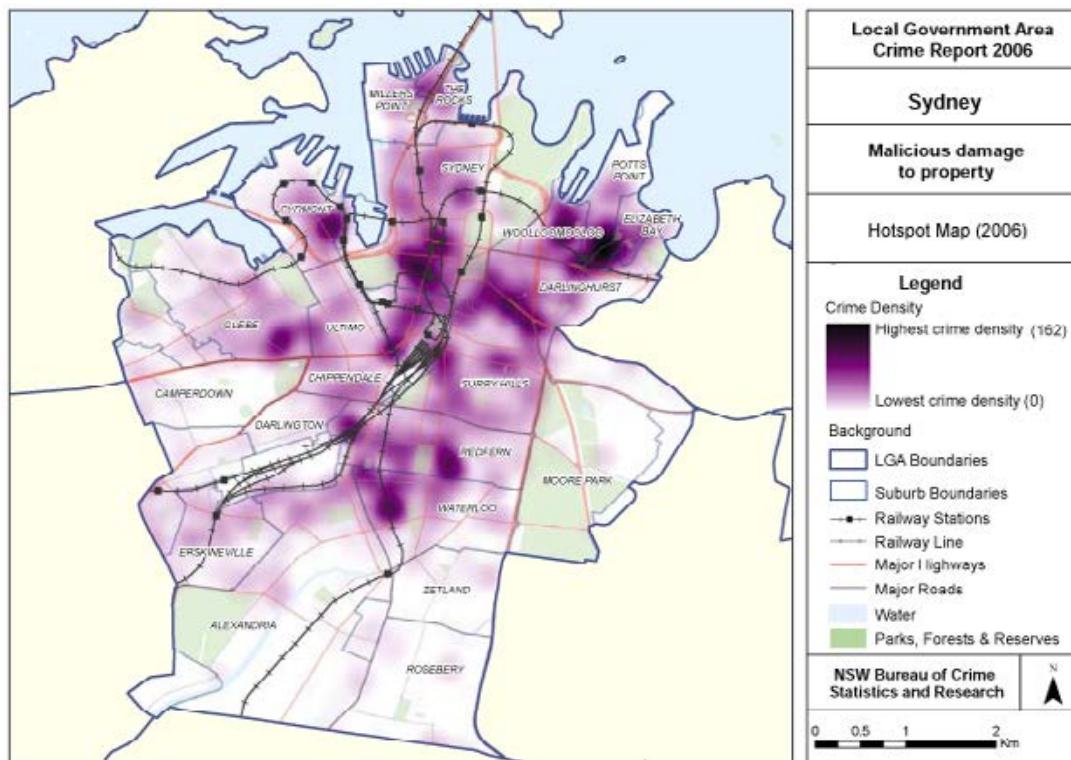 MILLERS
POINT
THE
ROCKS
SYDNEY
POTTS
POINT
PYRMONT
ELIZABETH
BAY
WOOLLOOMOOLOO
DARLINGHURST
GLEBE
ULTIMO
CHIPPENDALE
SURRY HILLS
CAMPERDOWN
DARLINGTON
REDFERN
MOORE PARK
WATERLOO
ERSKINEVILLE
ZETLAND
ALEXANDRIA
ROSEBERY
Local Government Area
Crime Report 2006
Sydney
Malicious damage
to property
Hotspot Map (2006)
Legend
Crime Density
Highest crime density (162)
Lowest crime density (0)
Background
LGA Boundaries
Suburb Boundaries
Railway Stations
Railway Line
Major Highways
Major Roads
Water
Parks, Forests & Reserves
NSW Bureau of Crime
Statistics and Research
N
0 0.5 1 2
Km